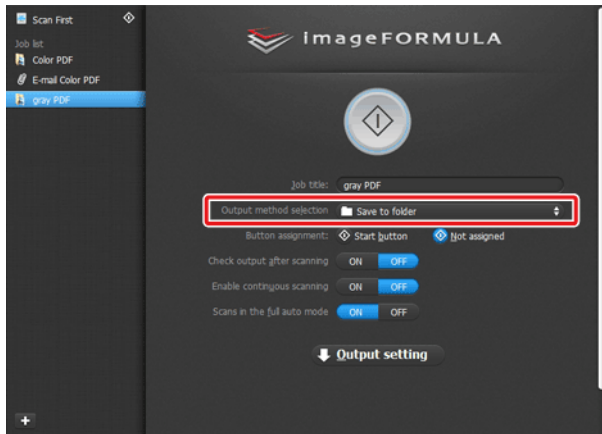 Scan First
Job list
Color PDF
E-mail Color PDF
gray PDF
imageFORMULA
Job title: gray PDF
Output method selection Save to folder
Button assignment: Start button Not assigned
Check output after scanning ON OFF
Enable continuous scanning ON OFF
Scans in the full auto mode ON OFF
Output setting